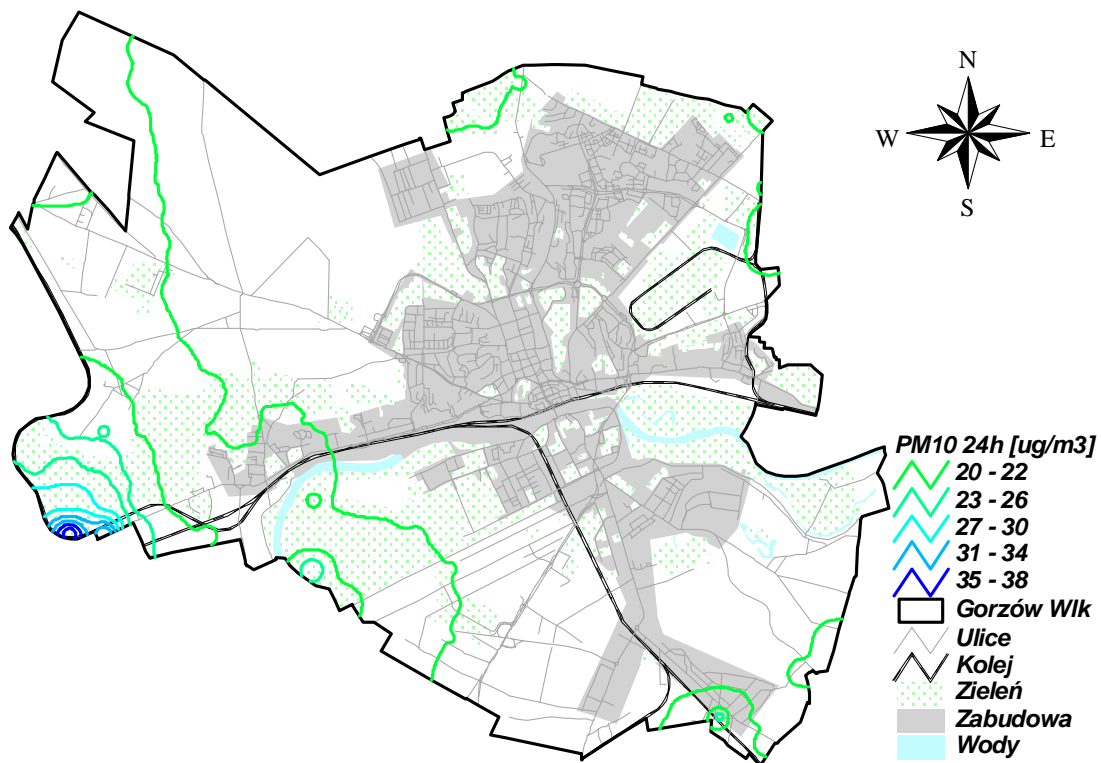 N
W
E
S
PM10 24h [ug/m3]
20 - 22
23 - 26
27 - 30
31 - 34
35 - 38
Gorzów Wlk
Ulice
Kolej
Zieleń
Zabudowa
Wody